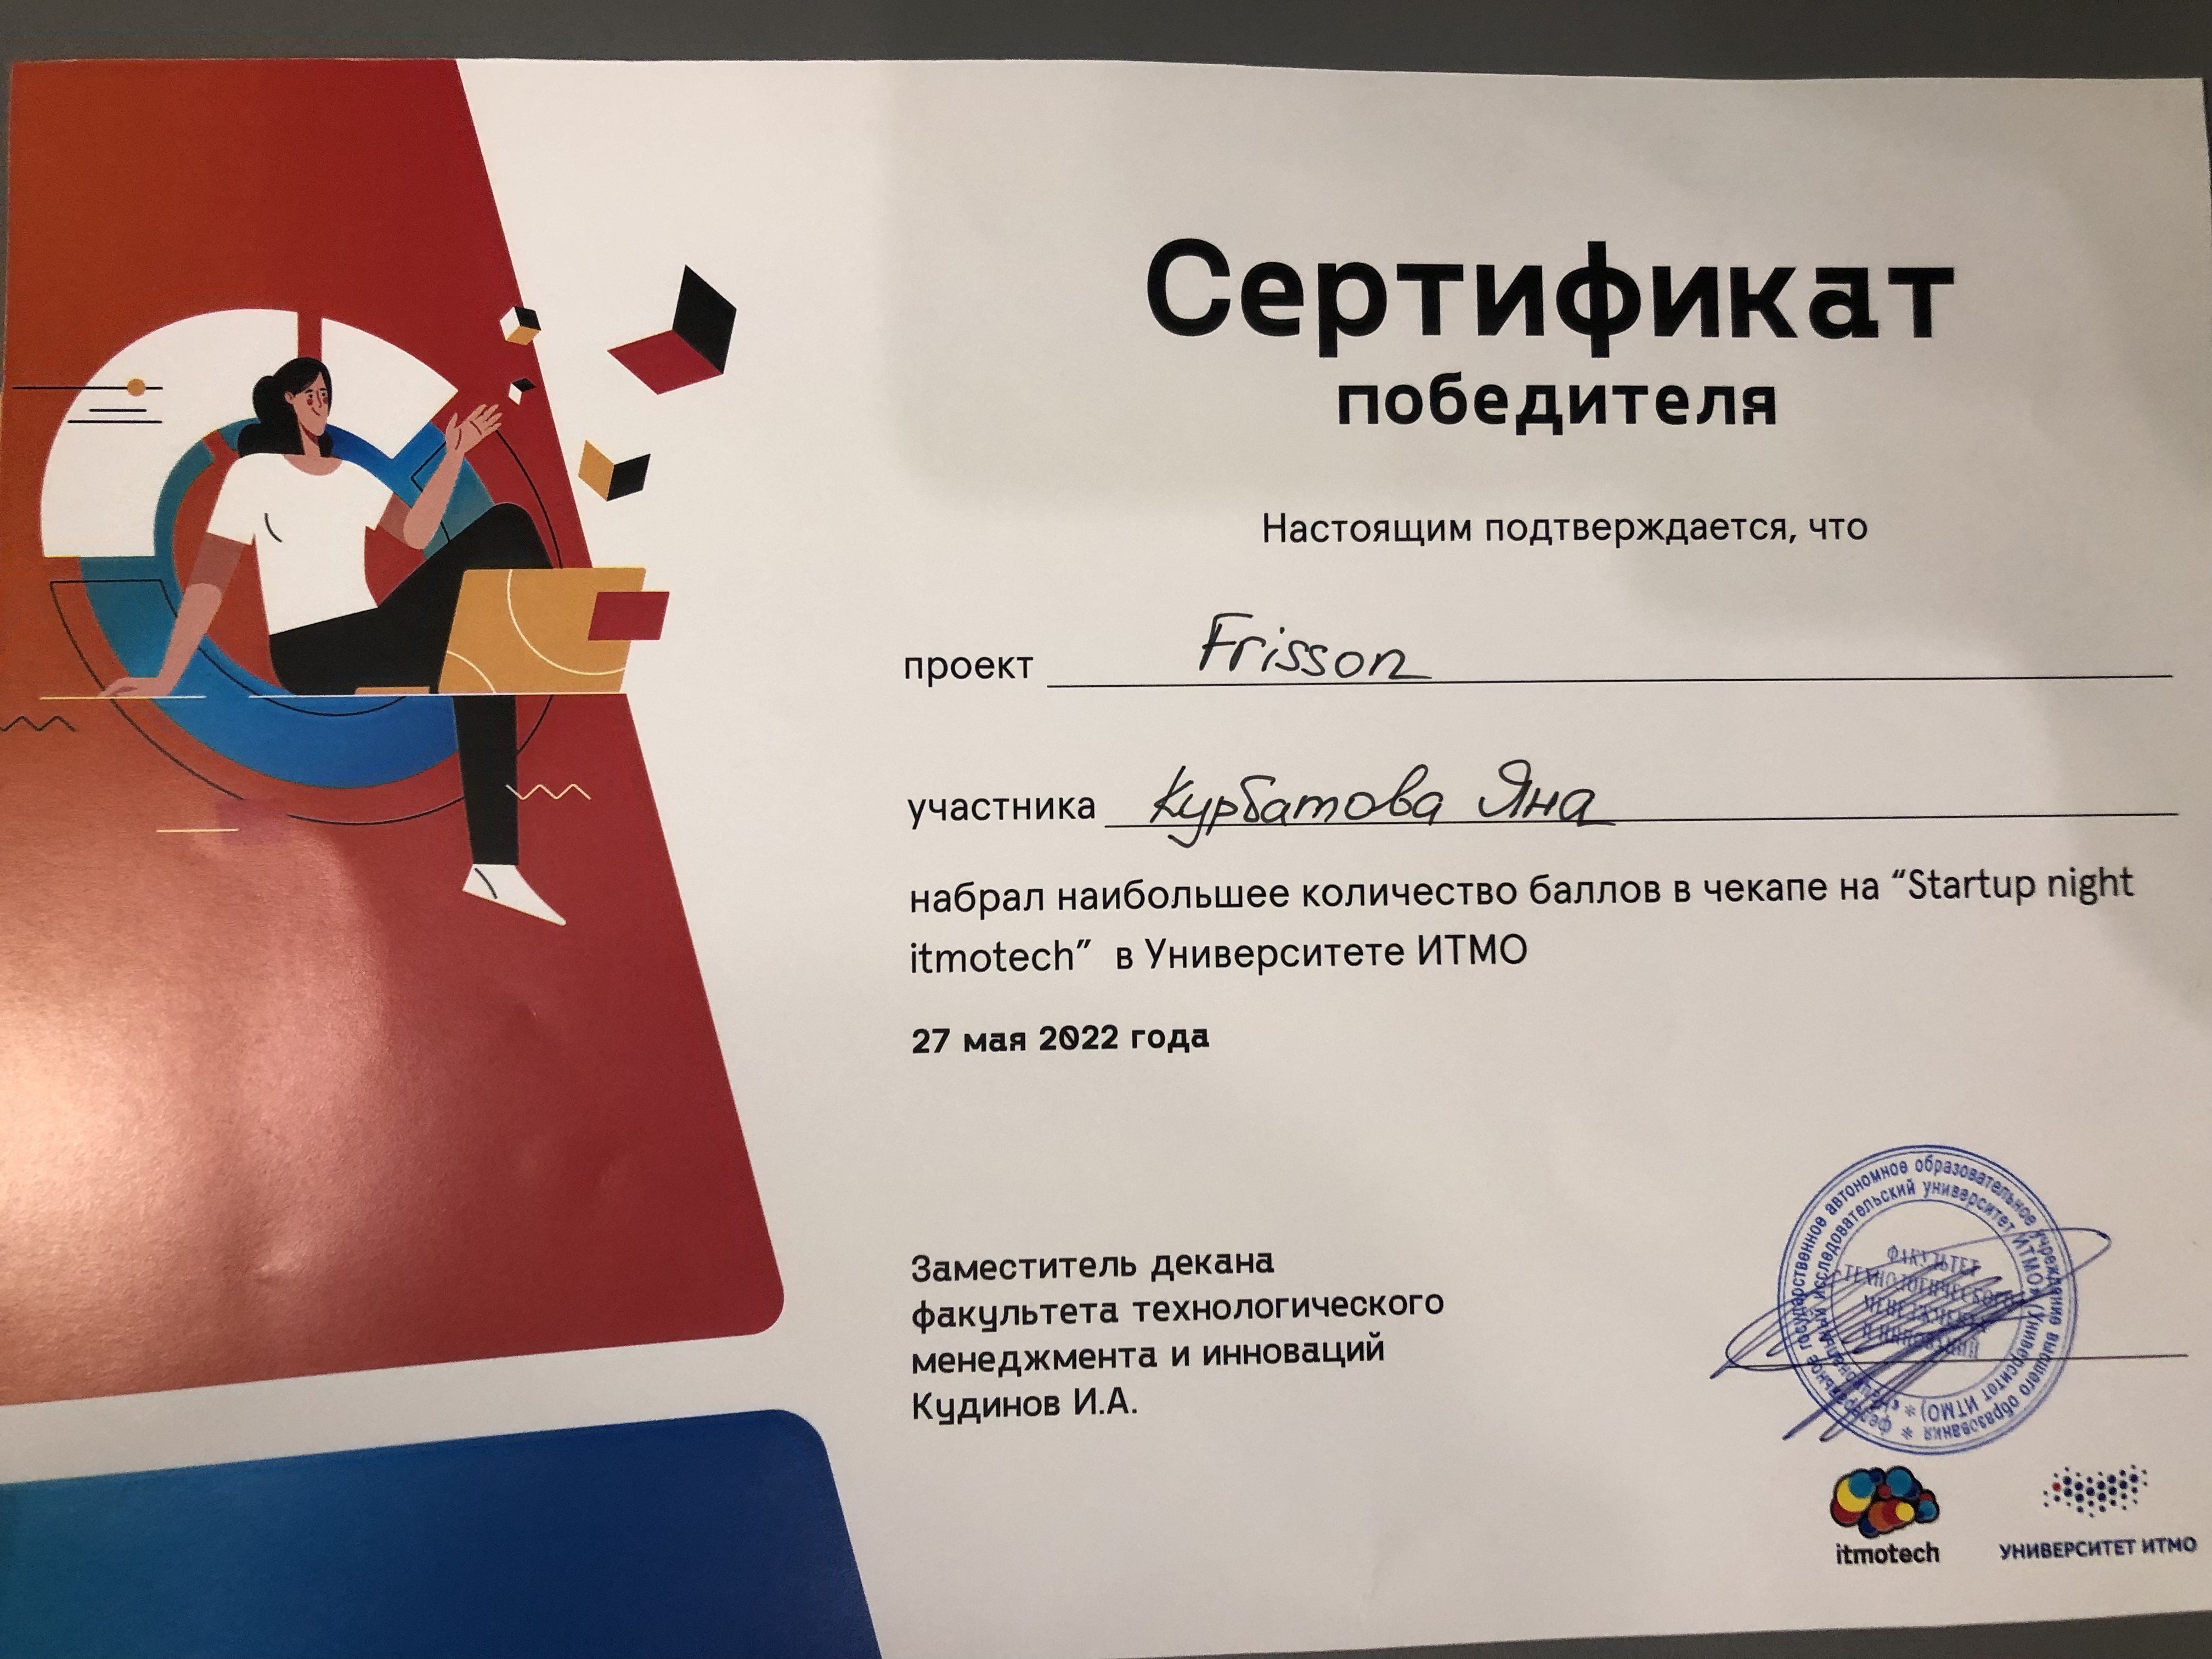 Сертификат
победителя
Настоящим подтверждается, что
проект Frisson
участника Курбатова Яна
набрал наибольшее количество баллов в чекапе на “Startup night
itmotech” в Университете ИТМО
27 мая 2022 года
Заместитель декана
факультета технологического
менеджмента и инноваций
Кудинов И.А.
федеральное государственное автономное образовательное учреждение высшего образования *
«Национальный исследовательский университет ИТМО» (Университет ИТМО) *
ФАКУЛЬТЕТ
ТЕХНОЛОГИЧЕСКОГО
МЕНЕДЖМЕНТА
И ИННОВАЦИЙ
itmotech
УНИВЕРСИТЕТ ИТМО